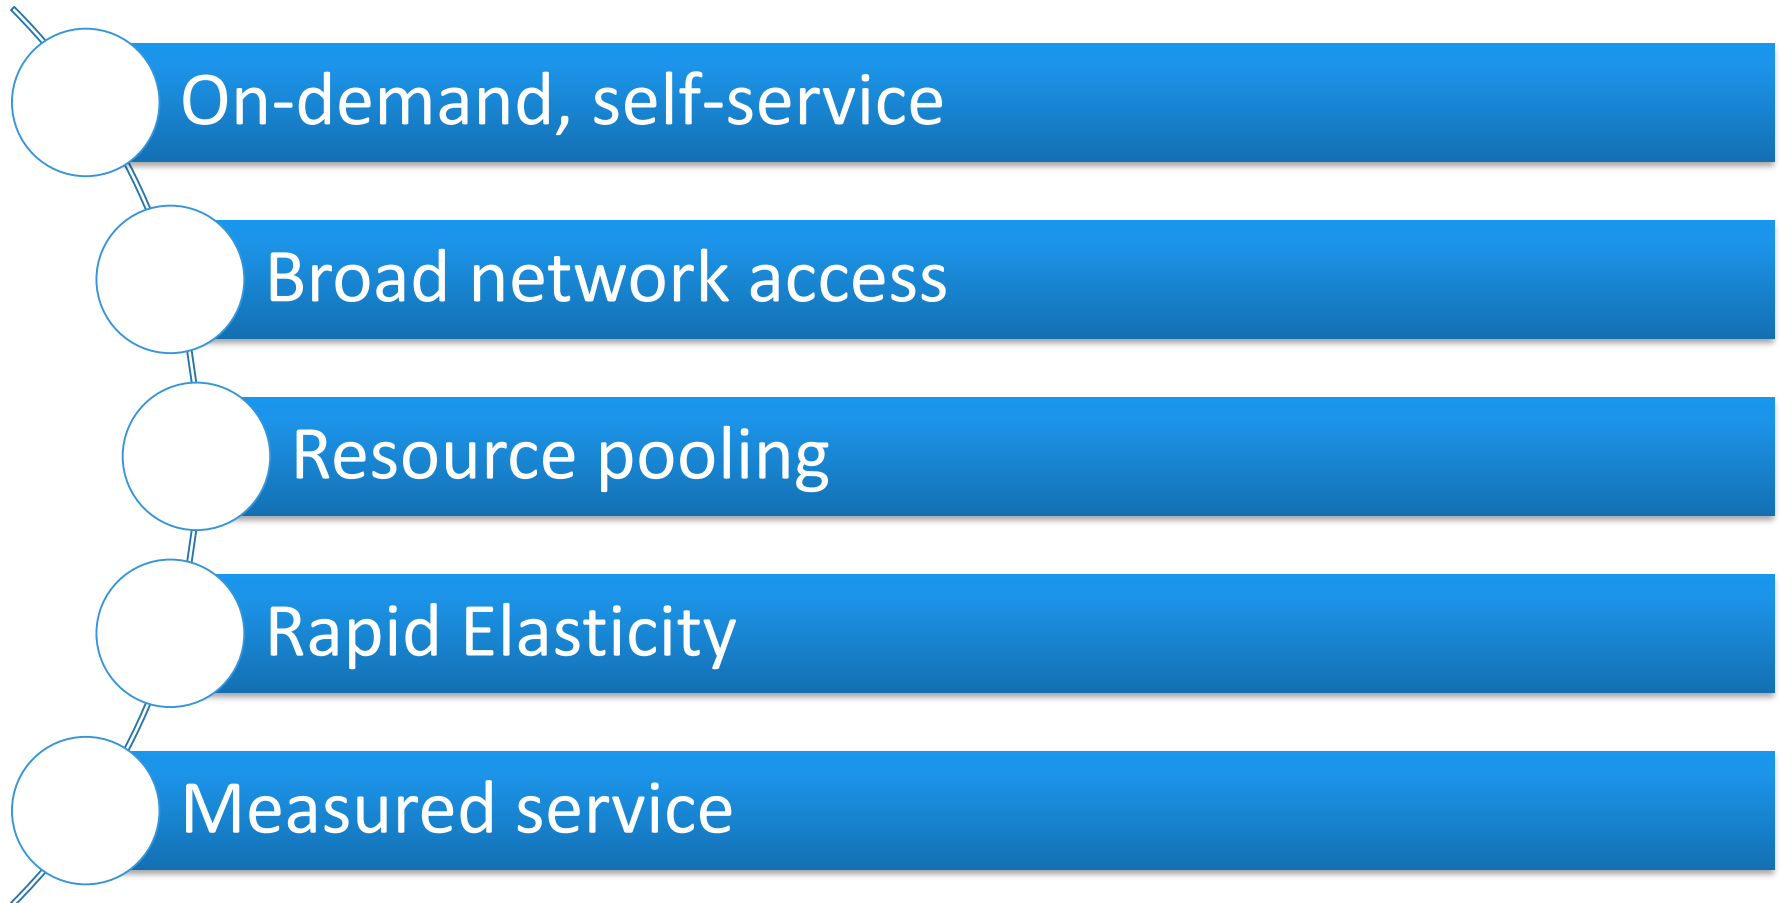 On-demand, self-service
Broad network access
Resource pooling
Rapid Elasticity
Measured service